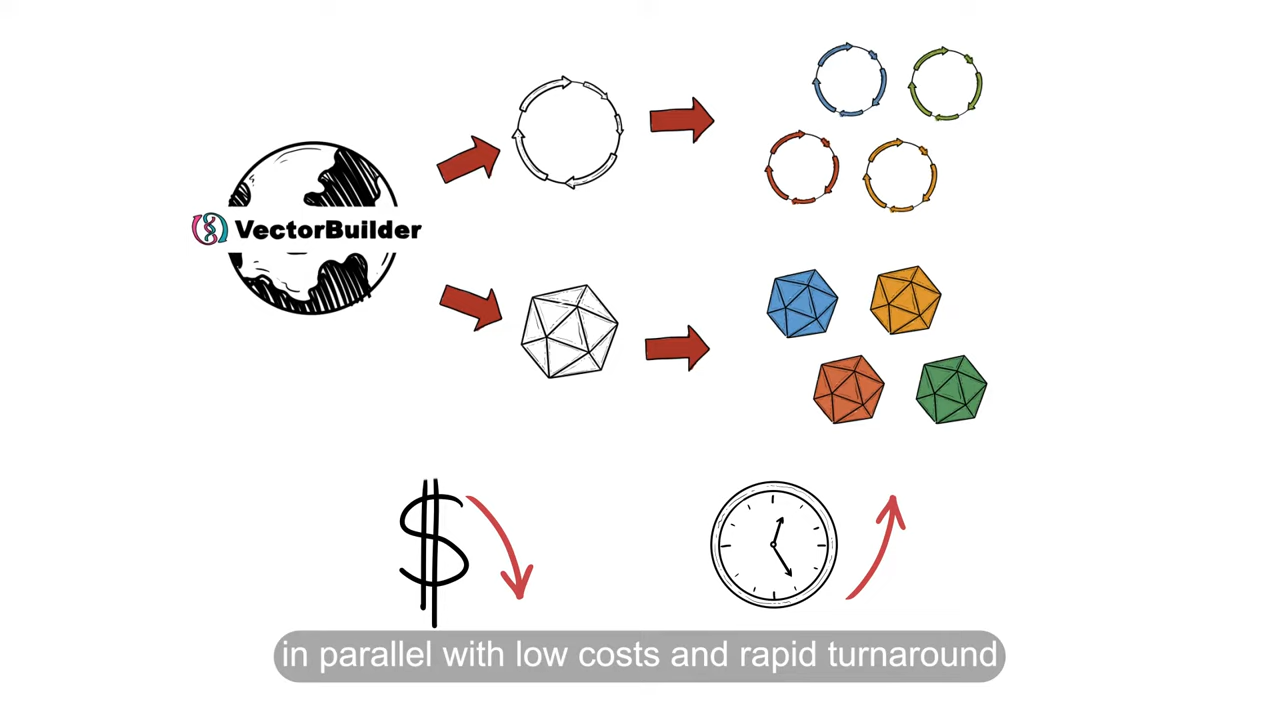 VectorBuilder
in parallel with low costs and rapid turnaround